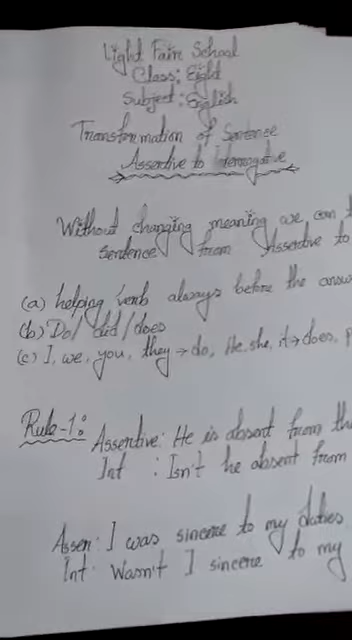 Light Fair School
Class: Eight
Subject: English
Transformation of Sentence
Assertive to Interrogative
Without changing meaning we can
Sentence from Assertive to
(a) helping verb always before the answ
(b) Do/ did/does
(c) I, we, you, they → do, He, she, it → does, p
Rule-1:
Assertive: He is absent from the
Int : Isn't he absent from
Asser: I was sincere to my duties
Int: Wasn't I sincere to my